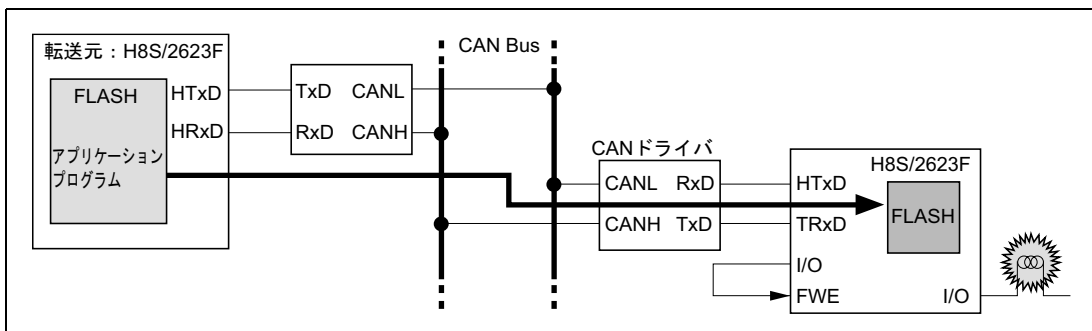 転送元:H8S/2623F
FLASH
アプリケーション
プログラム
HTxD
HRxD
TxD CANL
RxD CANH
CAN Bus
CANドライバ
CANL RxD
CANH TxD
H8S/2623F
HTxD
TRxD
FLASH
I/O
FWE
I/O